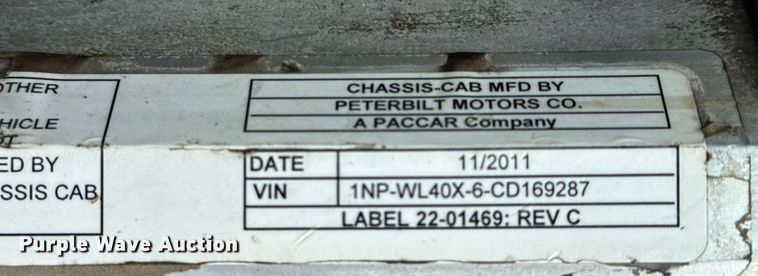 OTHER
CHASSIS-CAB MFD BY
PETERBILT MOTORS CO.
A PACCAR Company
HICLE
ED BY
SSIS CAB
DATE 11/2011
VIN 1NP-WL40X-6-CD169287
LABEL 22-01469: REV C
Purple Wave Auction